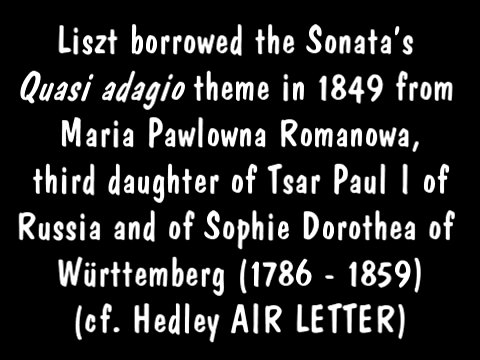 Liszt borrowed the Sonata's
Quasi adagio theme in 1849 from
Maria Pawlowna Romanowa,
third daughter of Tsar Paul I of
Russia and of Sophie Dorothea of
Württemberg (1786 - 1859)
(cf. Hedley AIR LETTER)